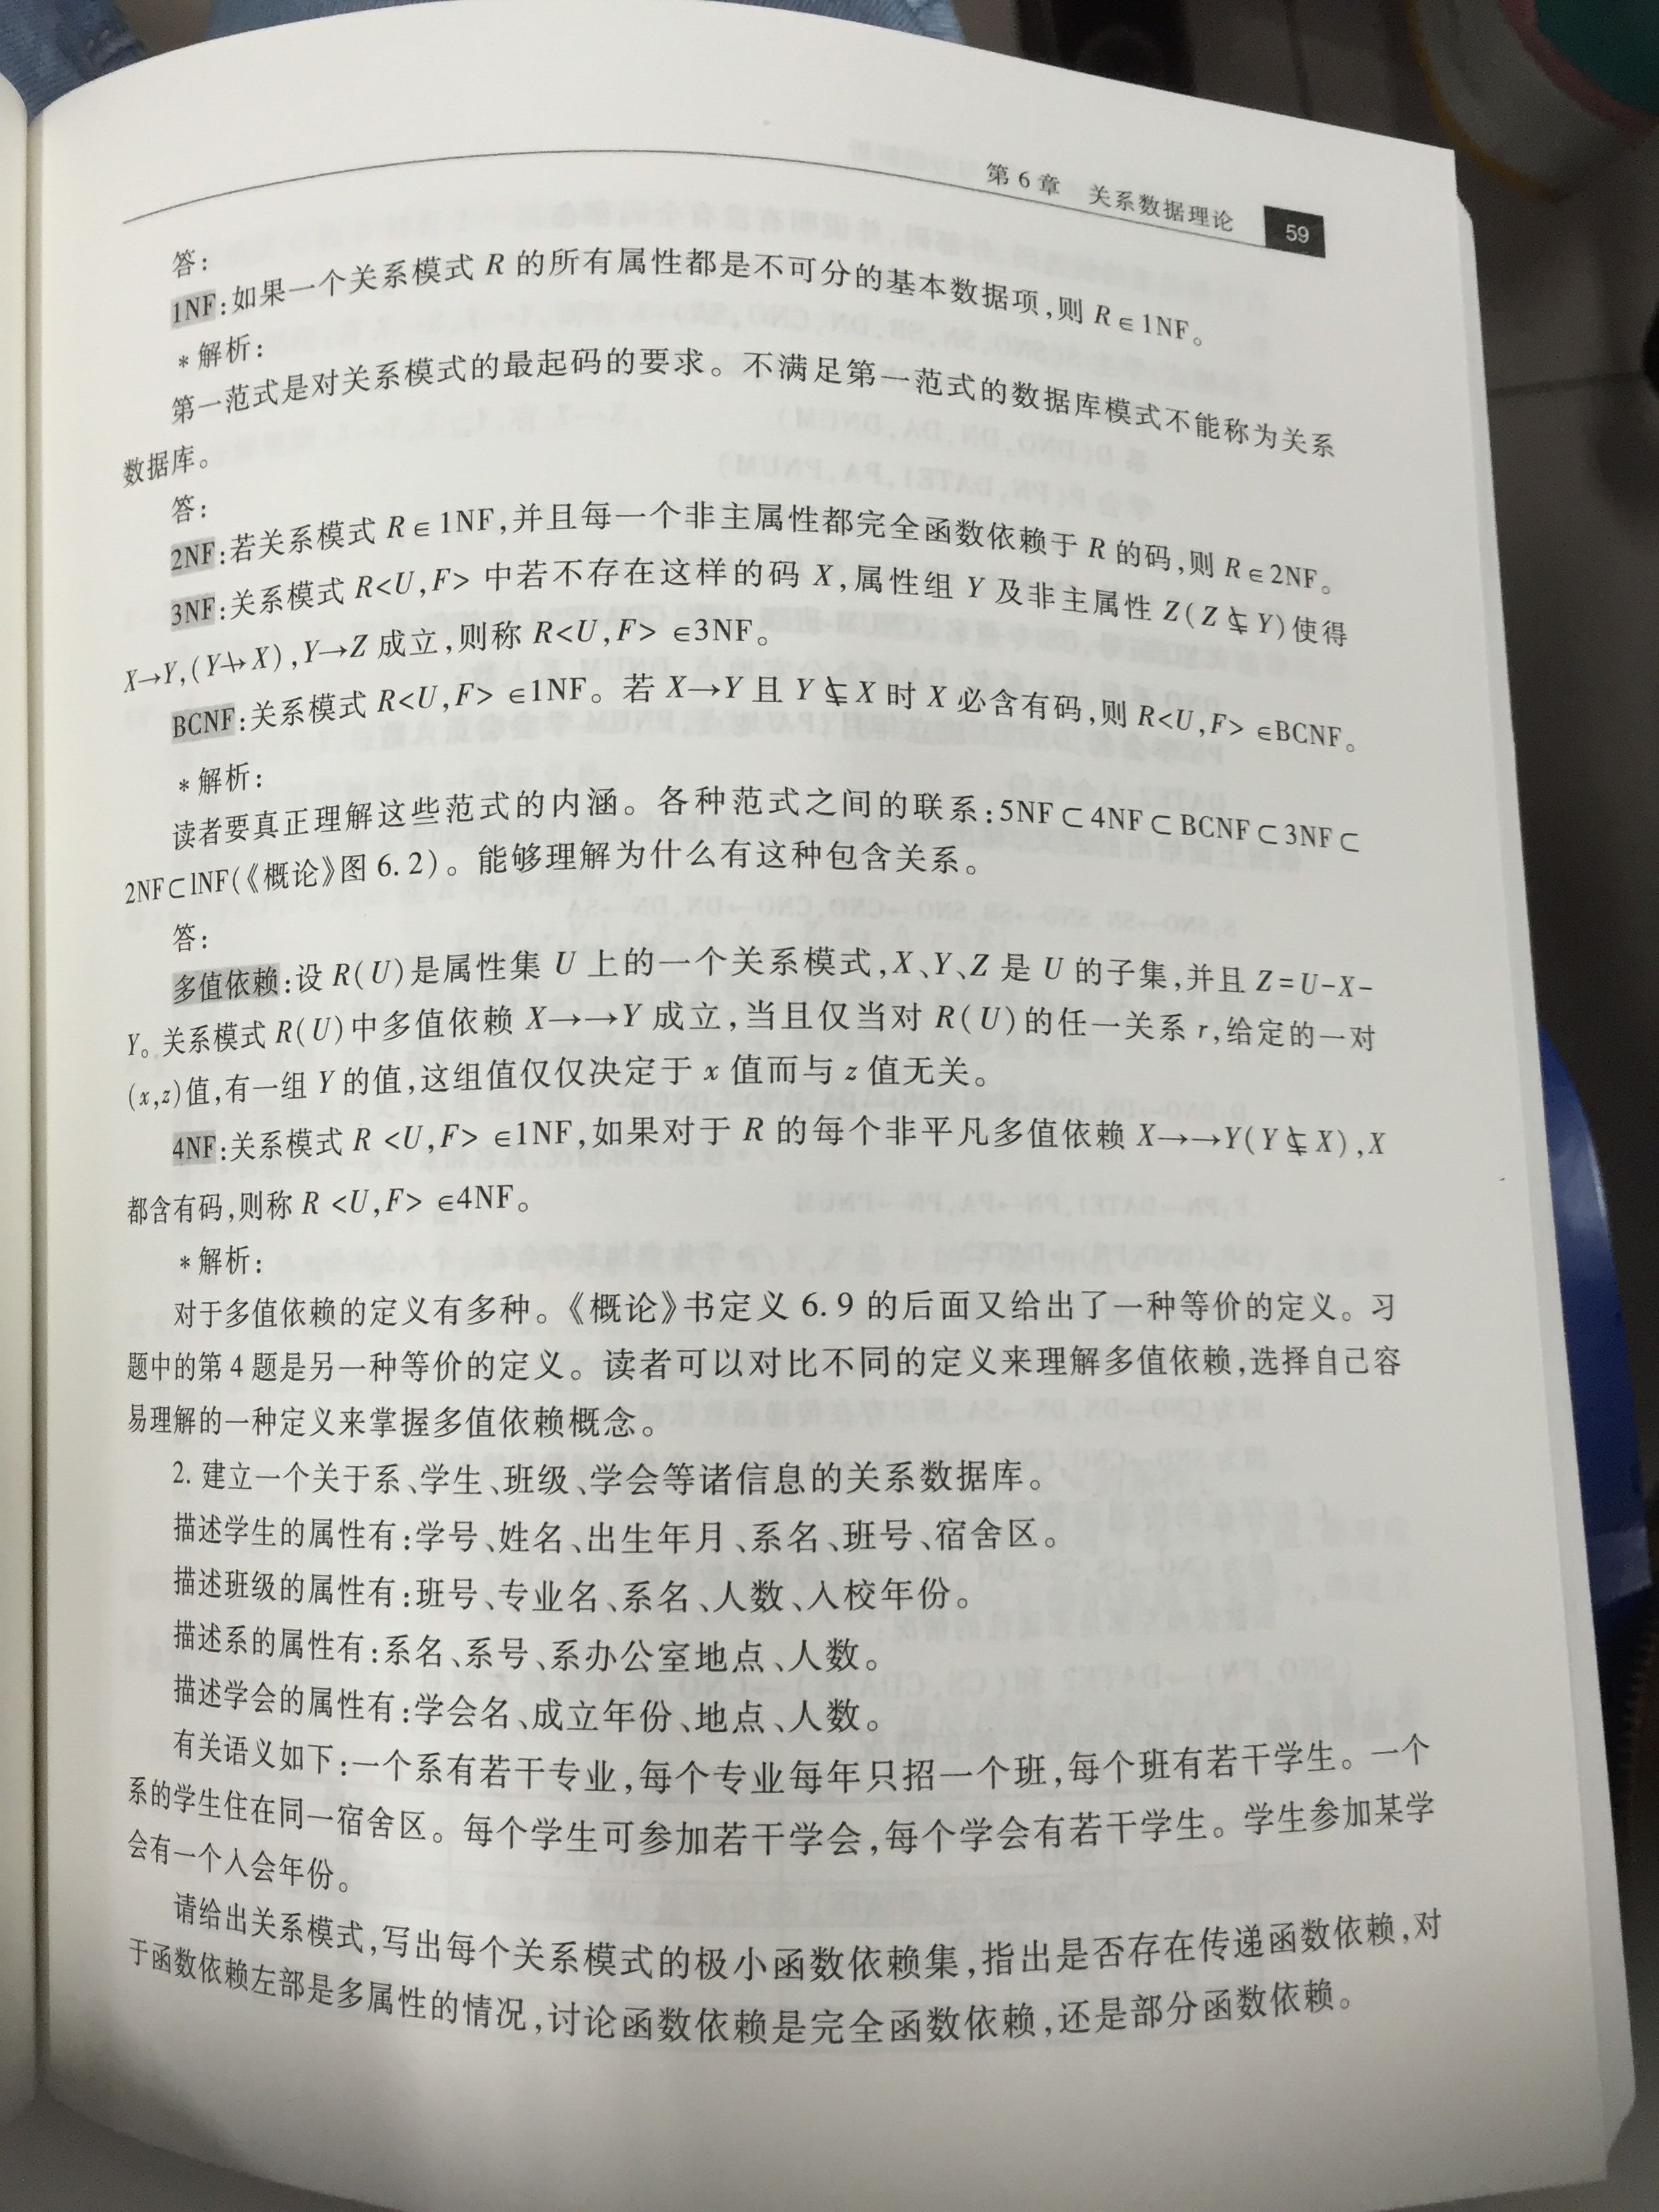 第6章 关系数据理论 59
答:
1NF:如果一个关系模式 R 的所有属性都是不可分的基本数据项,则 R∈1NF。
*解析:
第一范式是对关系模式的最起码的要求。不满足第一范式的数据库模式不能称为关系
数据库。
答:
2NF:若关系模式 R∈1NF,并且每一个非主属性都完全函数依赖于 R 的码,则 R∈2NF。
3NF:关系模式 R<U,F> 中若不存在这样的码 X,属性组 Y 及非主属性 Z(Z⊈Y)使得
X→Y,(Y↛X),Y→Z 成立,则称 R<U,F> ∈3NF。
BCNF:关系模式 R<U,F> ∈1NF。若 X→Y 且 Y⊈X 时 X 必含有码,则 R<U,F> ∈BCNF。
*解析:
读者要真正理解这些范式的内涵。各种范式之间的联系:5NF⊂4NF⊂BCNF⊂3NF⊂
2NF⊂1NF(《概论》图 6.2)。能够理解为什么有这种包含关系。
答:
多值依赖:设 R(U)是属性集 U 上的一个关系模式,X、Y、Z 是 U 的子集,并且 Z=U-X-
Y。关系模式 R(U)中多值依赖 X→→Y 成立,当且仅当对 R(U)的任一关系 r,给定的一对
(x,z)值,有一组 Y 的值,这组值仅仅决定于 x 值而与 z 值无关。
4NF:关系模式 R <U,F> ∈1NF,如果对于 R 的每个非平凡多值依赖 X→→Y(Y⊈X),X
都含有码,则称 R <U,F> ∈4NF。
*解析:
对于多值依赖的定义有多种。《概论》书定义 6.9 的后面又给出了一种等价的定义。习
题中的第 4 题是另一种等价的定义。读者可以对比不同的定义来理解多值依赖,选择自己容
易理解的一种定义来掌握多值依赖概念。
2. 建立一个关于系、学生、班级、学会等诸信息的关系数据库。
描述学生的属性有:学号、姓名、出生年月、系名、班号、宿舍区。
描述班级的属性有:班号、专业名、系名、人数、入校年份。
描述系的属性有:系名、系号、系办公室地点、人数。
描述学会的属性有:学会名、成立年份、地点、人数。
有关语义如下:一个系有若干专业,每个专业每年只招一个班,每个班有若干学生。一个
系的学生住在同一宿舍区。每个学生可参加若干学会,每个学会有若干学生。学生参加某学
会有一个入会年份。
请给出关系模式,写出每个关系模式的极小函数依赖集,指出是否存在传递函数依赖,对
于函数依赖左部是多属性的情况,讨论函数依赖是完全函数依赖,还是部分函数依赖。